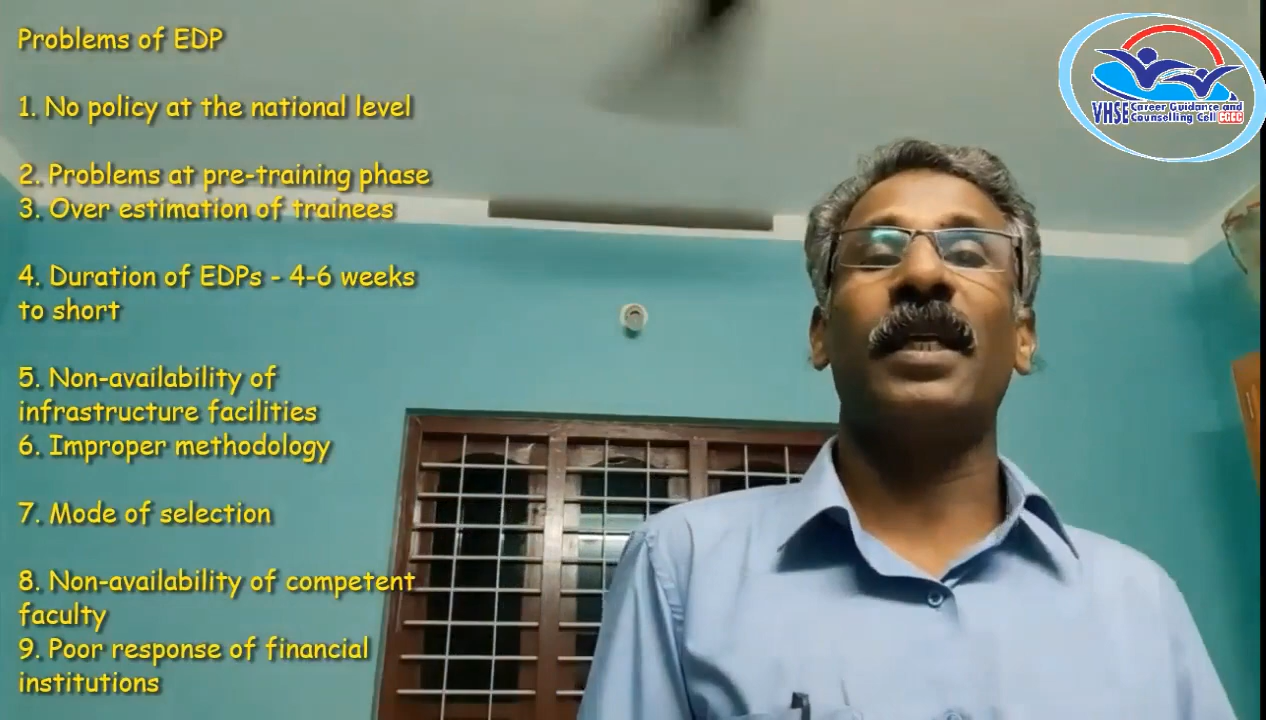 Problems of EDP
1. No policy at the national level
2. Problems at pre-training phase
3. Over estimation of trainees
4. Duration of EDPs - 4-6 weeks
to short
5. Non-availability of
infrastructure facilities
6. Improper methodology
7. Mode of selection
8. Non-availability of competent
faculty
9. Poor response of financial
institutions
VHSE Career Guidance and
Counselling Cell CGCC